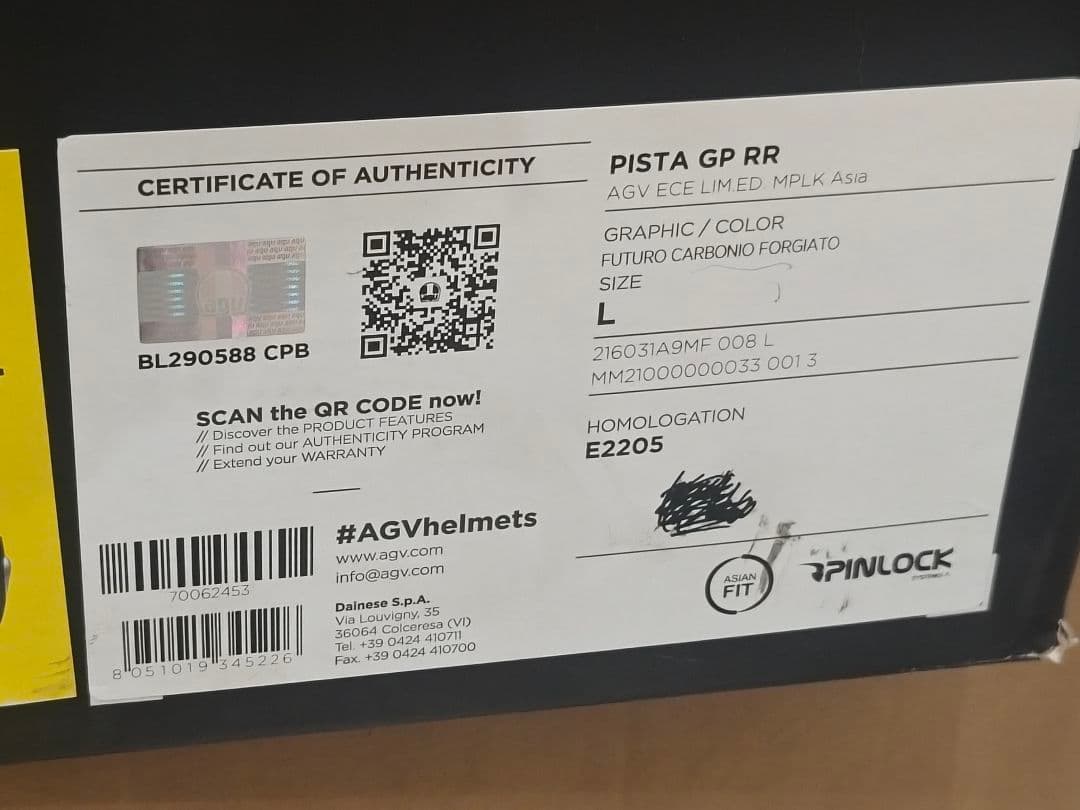 CERTIFICATE OF AUTHENTICITY
agv
BL290588 CPB
SCAN the QR CODE now!
// Discover the PRODUCT FEATURES
// Find out our AUTHENTICITY PROGRAM
// Extend your WARRANTY
70062453
8 051019 345226
#AGVhelmets
www.agv.com
info@agv.com
Dainese S.p.A.
Via Louvigny, 35
36064 Colceresa (VI)
Tel. +39 0424 410711
Fax. +39 0424 410700
PISTA GP RR
AGV ECE LIM.ED. MPLK Asia
GRAPHIC / COLOR
FUTURO CARBONIO FORGIATO
SIZE
L
216031A9MF 008 L
MM21000000033 001 3
HOMOLOGATION
E2205
ASIAN
FIT
PINLOCK